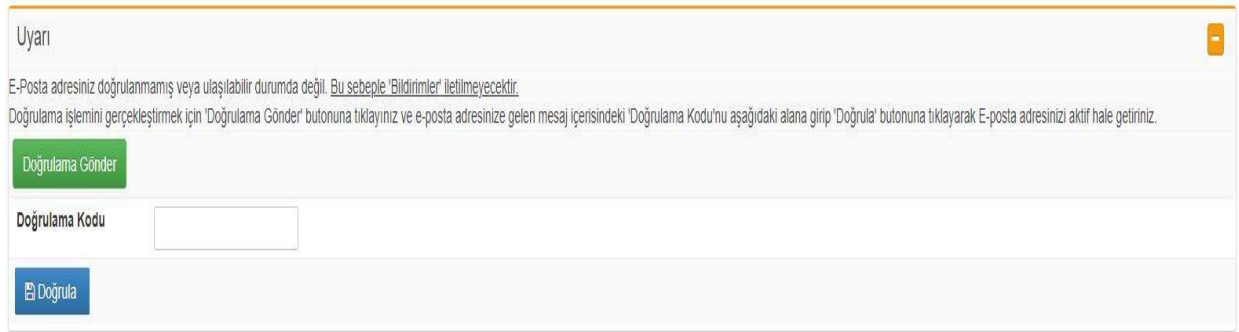 Uyarı
E-Posta adresiniz doğrulanmamış veya ulaşılabilir durumda değil. Bu sebeple 'Bildirimler' iletilmeyecektir.
Doğrulama işlemini gerçekleştirmek için 'Doğrulama Gönder' butonuna tıklayınız ve e-posta adresinize gelen mesaj içerisindeki 'Doğrulama Kodu'nu aşağıdaki alana girip 'Doğrula' butonuna tıklayarak E-posta adresinizi aktif hale getiriniz.
Doğrulama Gönder
Doğrulama Kodu
Doğrula